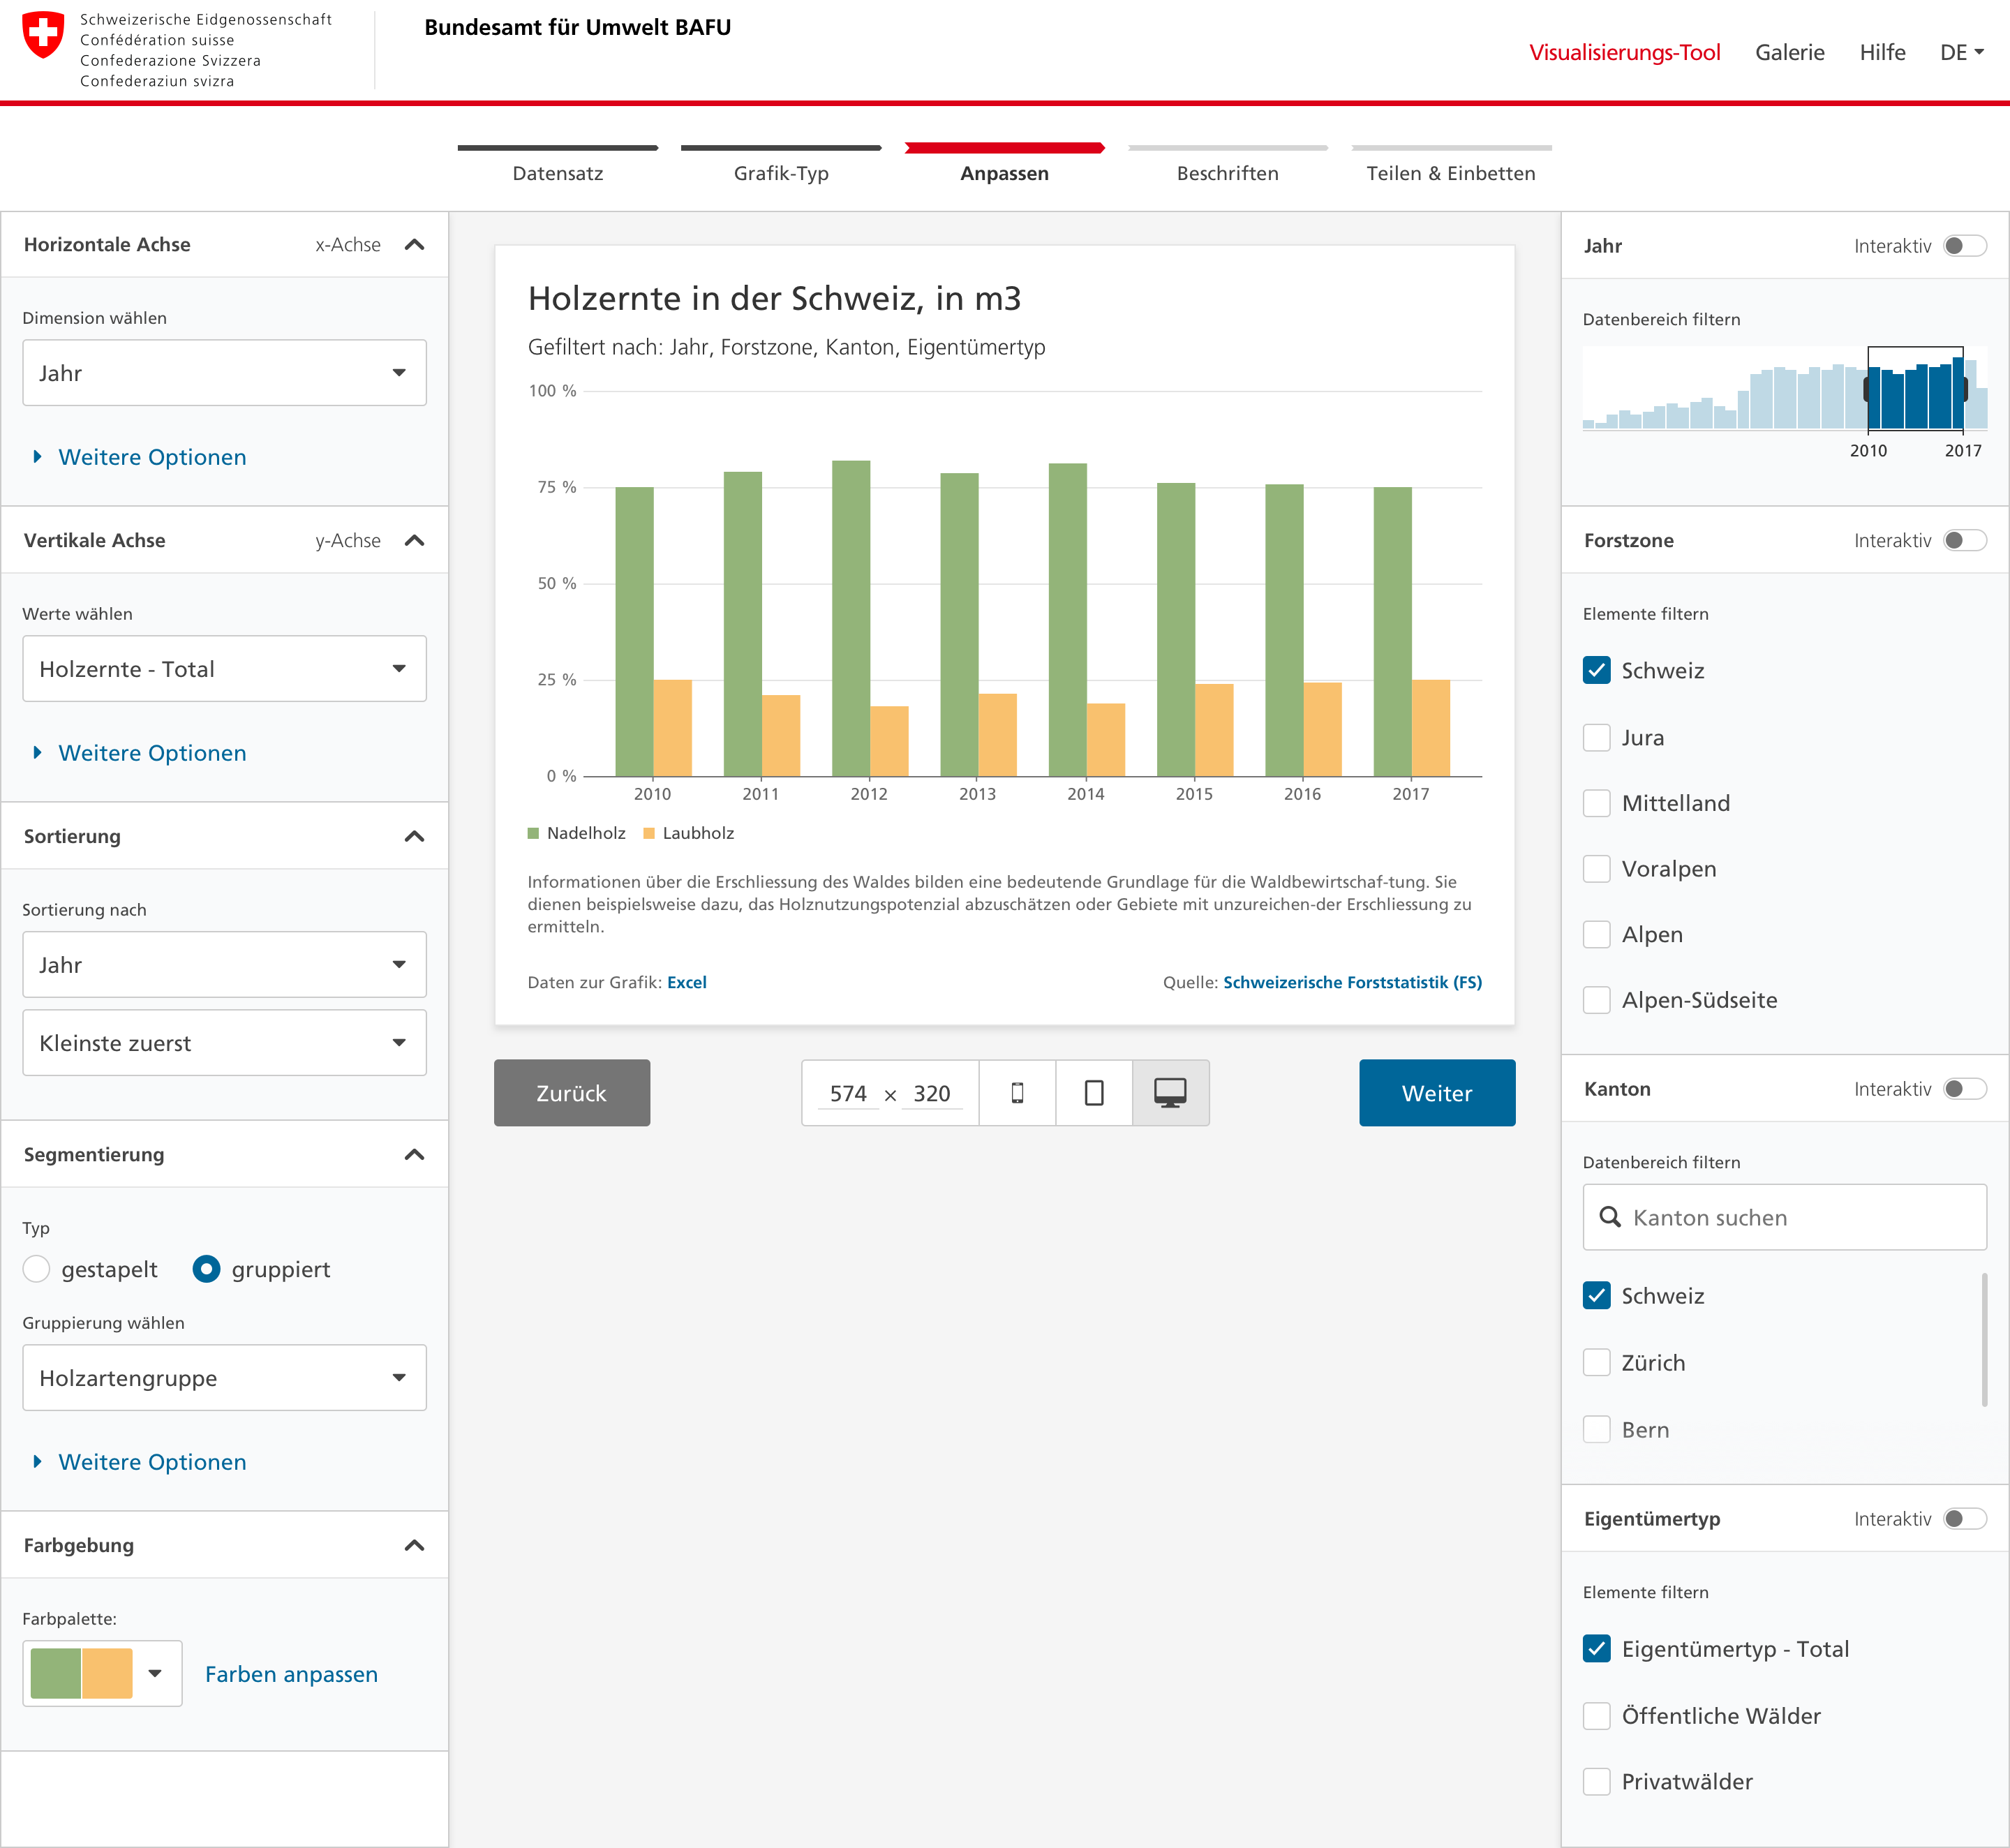 Schweizerische Eidgenossenschaft
Confédération suisse
Confederazione Svizzera
Confederaziun svizra
Bundesamt für Umwelt BAFU
Visualisierungs-Tool
Galerie
Hilfe
DE
Datensatz
Grafik-Typ
Anpassen
Beschriften
Teilen & Einbetten
Horizontale Achse
x-Achse
Dimension wählen
Jahr
Weitere Optionen
Vertikale Achse
y-Achse
Werte wählen
Holzernte - Total
Weitere Optionen
Sortierung
Sortierung nach
Jahr
Kleinste zuerst
Segmentierung
Typ
gestapelt
gruppiert
Gruppierung wählen
Holzartengruppe
Weitere Optionen
Farbgebung
Farbpalette:
Farben anpassen
Holzernte in der Schweiz, in m3
Gefiltert nach: Jahr, Forstzone, Kanton, Eigentümertyp
100 %
75 %
50 %
25 %
0 %
2010
2011
2012
2013
2014
2015
2016
2017
Nadelholz
Laubholz
Informationen über die Erschliessung des Waldes bilden eine bedeutende Grundlage für die Waldbewirtschaf-tung. Sie
dienen beispielsweise dazu, das Holznutzungspotenzial abzuschätzen oder Gebiete mit unzureichen-der Erschliessung zu
ermitteln.
Daten zur Grafik: Excel
Quelle: Schweizerische Forststatistik (FS)
Zurück
574 × 320
Weiter
Jahr
Interaktiv
Datenbereich filtern
2010
2017
Forstzone
Interaktiv
Elemente filtern
Schweiz
Jura
Mittelland
Voralpen
Alpen
Alpen-Südseite
Kanton
Interaktiv
Datenbereich filtern
Kanton suchen
Schweiz
Zürich
Bern
Eigentümertyp
Interaktiv
Elemente filtern
Eigentümertyp - Total
Öffentliche Wälder
Privatwälder